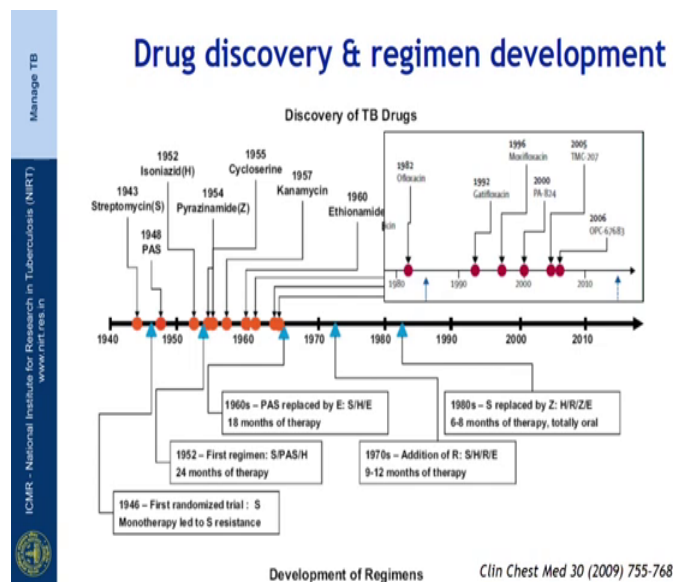 Drug discovery & regimen development
Manage TB
ICMR - National Institute for Research in Tuberculosis (NIRT)
www.nirt.res.in
Discovery of TB Drugs
1943
Streptomycin(S)
1948
PAS
1952
Isoniazid(H)
1954
Pyrazinamide(Z)
1955
Cycloserine
1957
Kanamycin
1960
Ethionamide
1982
Ofloxacin
1992
Gatifloxacin
1996
Moxifloxacin
2000
PA-824
2005
TMC-207
2006
OPC-67683
1980 1990 2000 2010
1940 1950 1960 1970 1980 1990 2000 2010
1960s – PAS replaced by E: S/H/E
18 months of therapy
1980s – S replaced by Z: H/R/Z/E
6-8 months of therapy, totally oral
1952 – First regimen: S/PAS/H
24 months of therapy
1970s – Addition of R: S/H/R/E
9-12 months of therapy
1946 – First randomized trial : S
Monotherapy led to S resistance
Development of Regimens
Clin Chest Med 30 (2009) 755-768